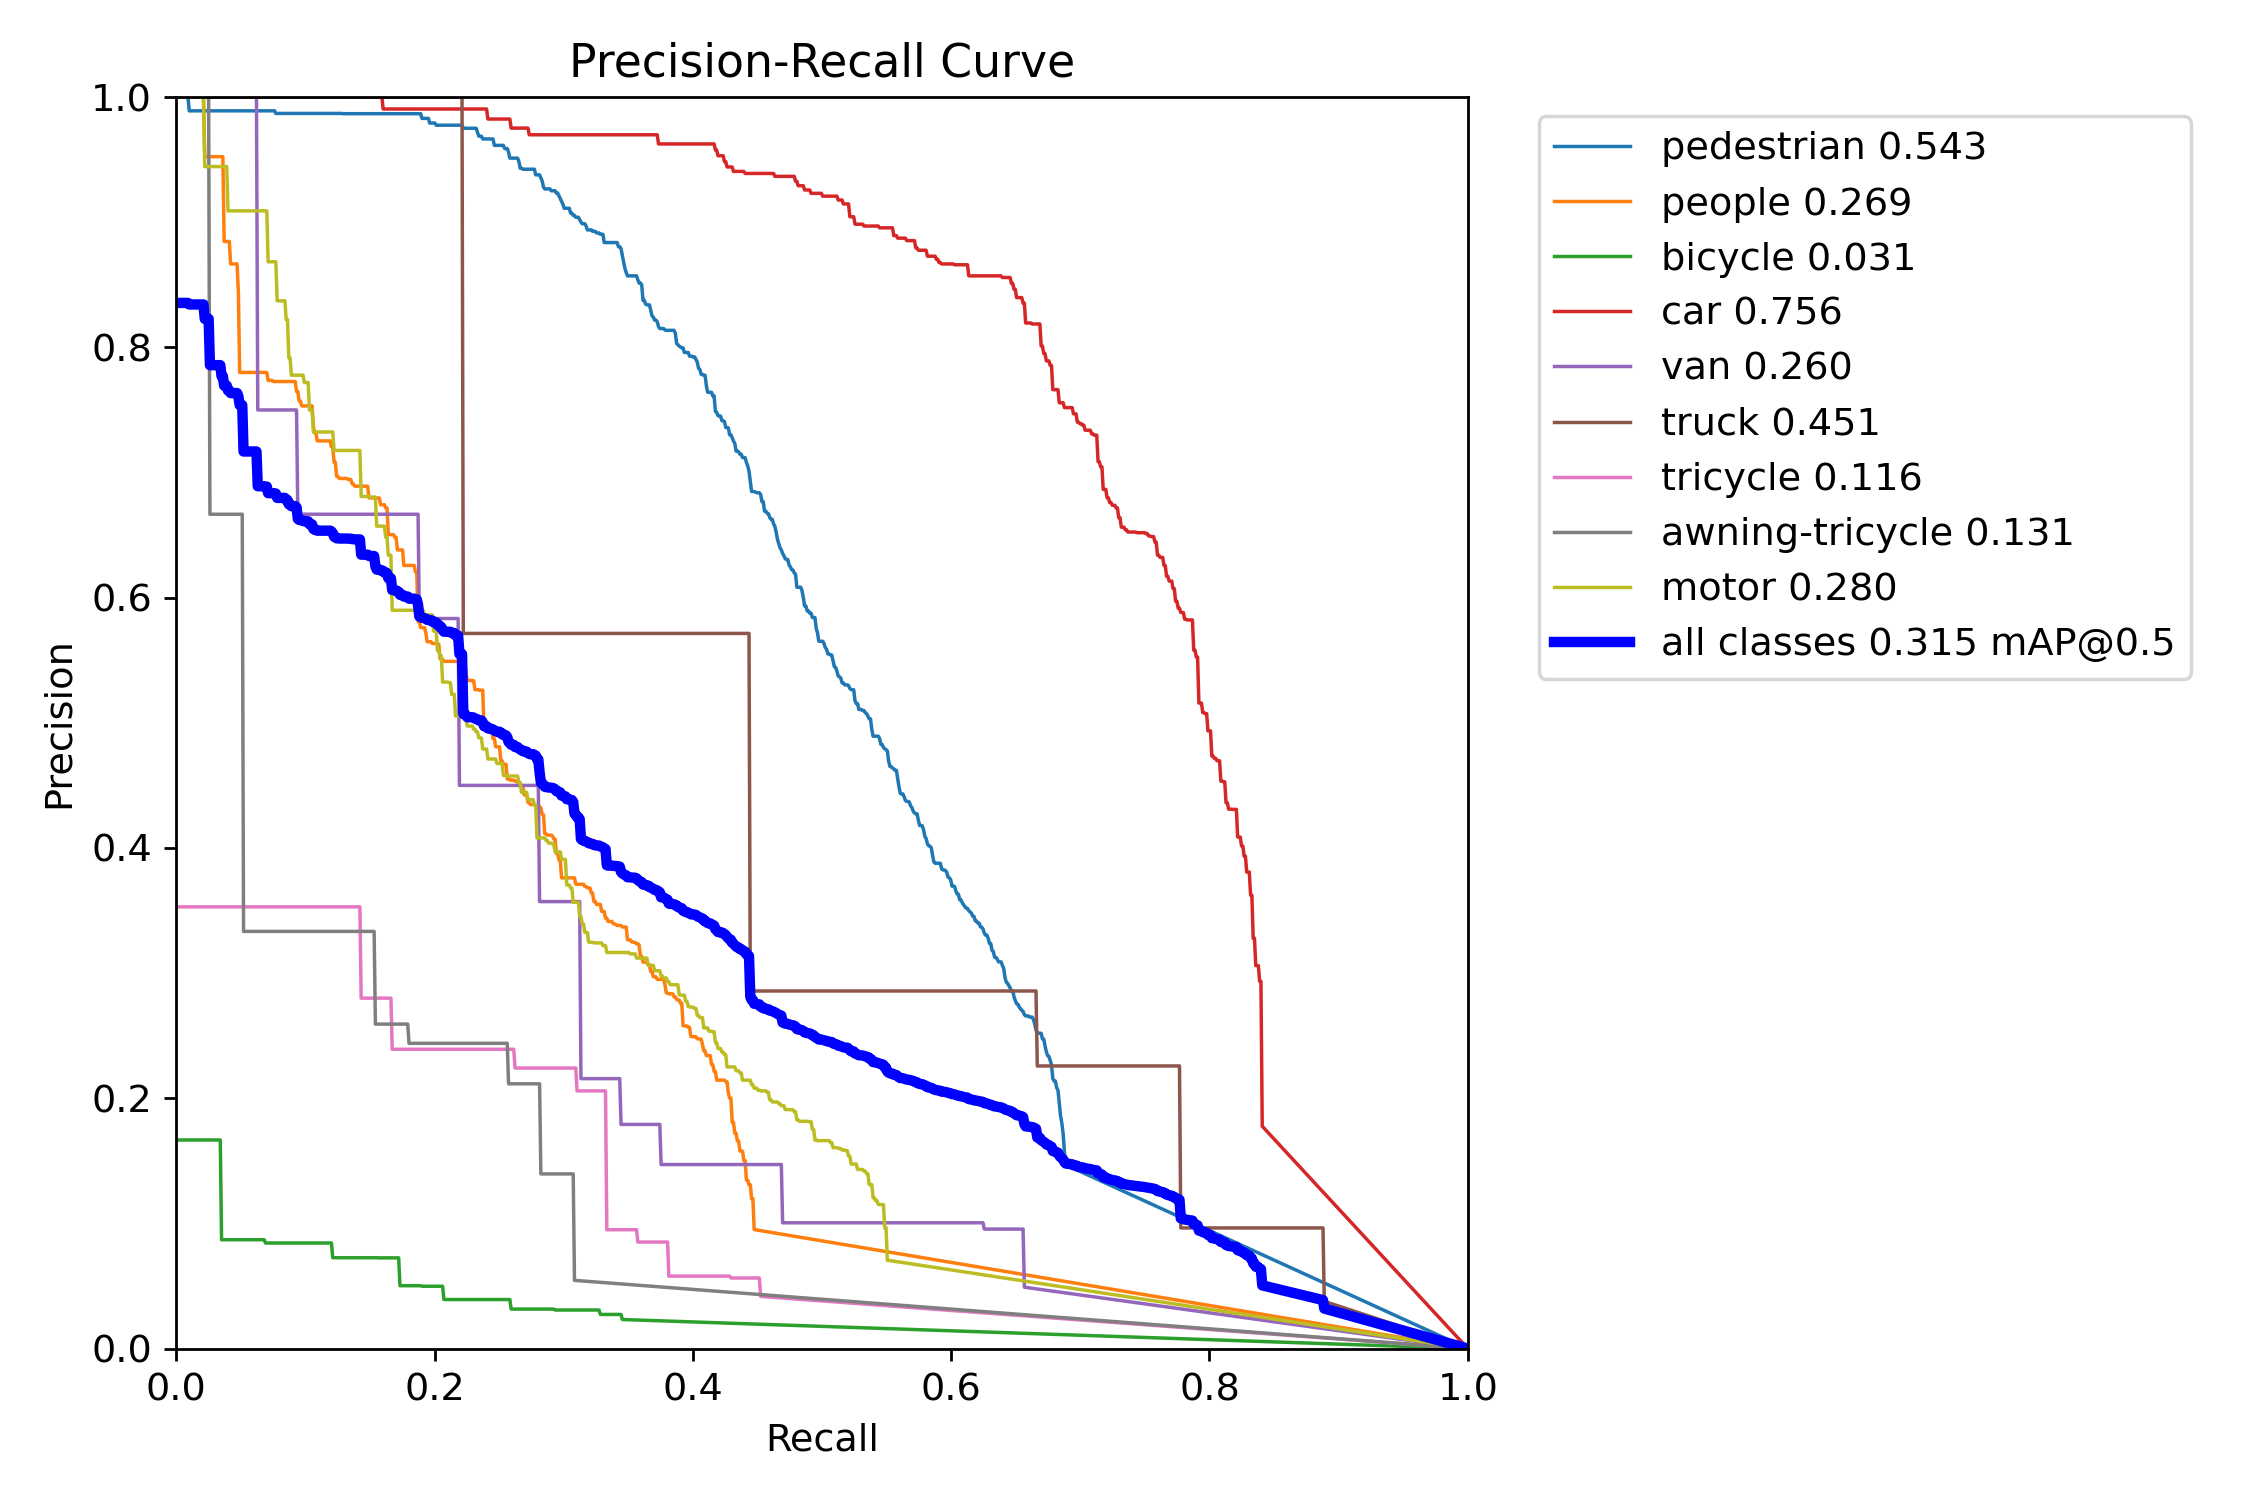 Precision-Recall Curve
1.0
0.8
0.6
0.4
0.2
0.0
Precision
0.0 0.2 0.4 0.6 0.8 1.0
Recall
pedestrian 0.543
people 0.269
bicycle 0.031
car 0.756
van 0.260
truck 0.451
tricycle 0.116
awning-tricycle 0.131
motor 0.280
all classes 0.315 mAP@0.5